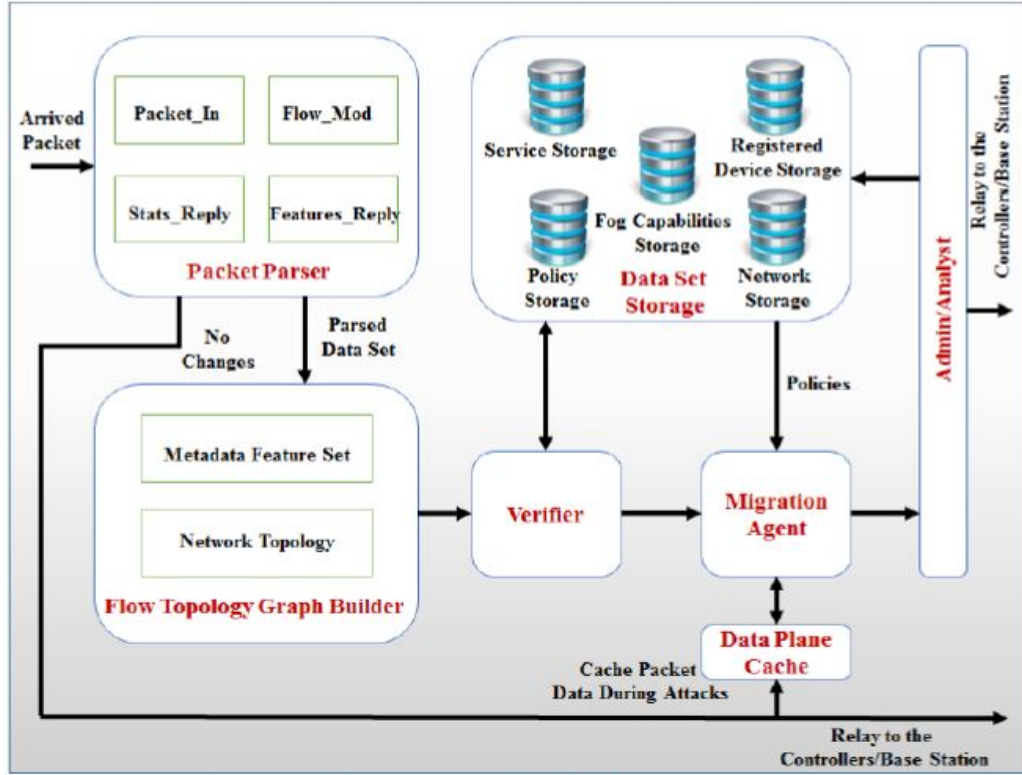 Arrived
Packet
Packet_In
Flow_Mod
Stats_Reply
Features_Reply
Packet Parser
Service Storage
Registered
Device Storage
Fog Capabilities
Storage
Policy
Storage
Data Set
Storage
Network
Storage
Admin/Analyst
Relay to the
Controllers/Base Station
No
Changes
Parsed
Data Set
Policies
Metadata Feature Set
Network Topology
Flow Topology Graph Builder
Verifier
Migration
Agent
Data Plane
Cache
Cache Packet
Data During Attacks
Relay to the
Controllers/Base Station